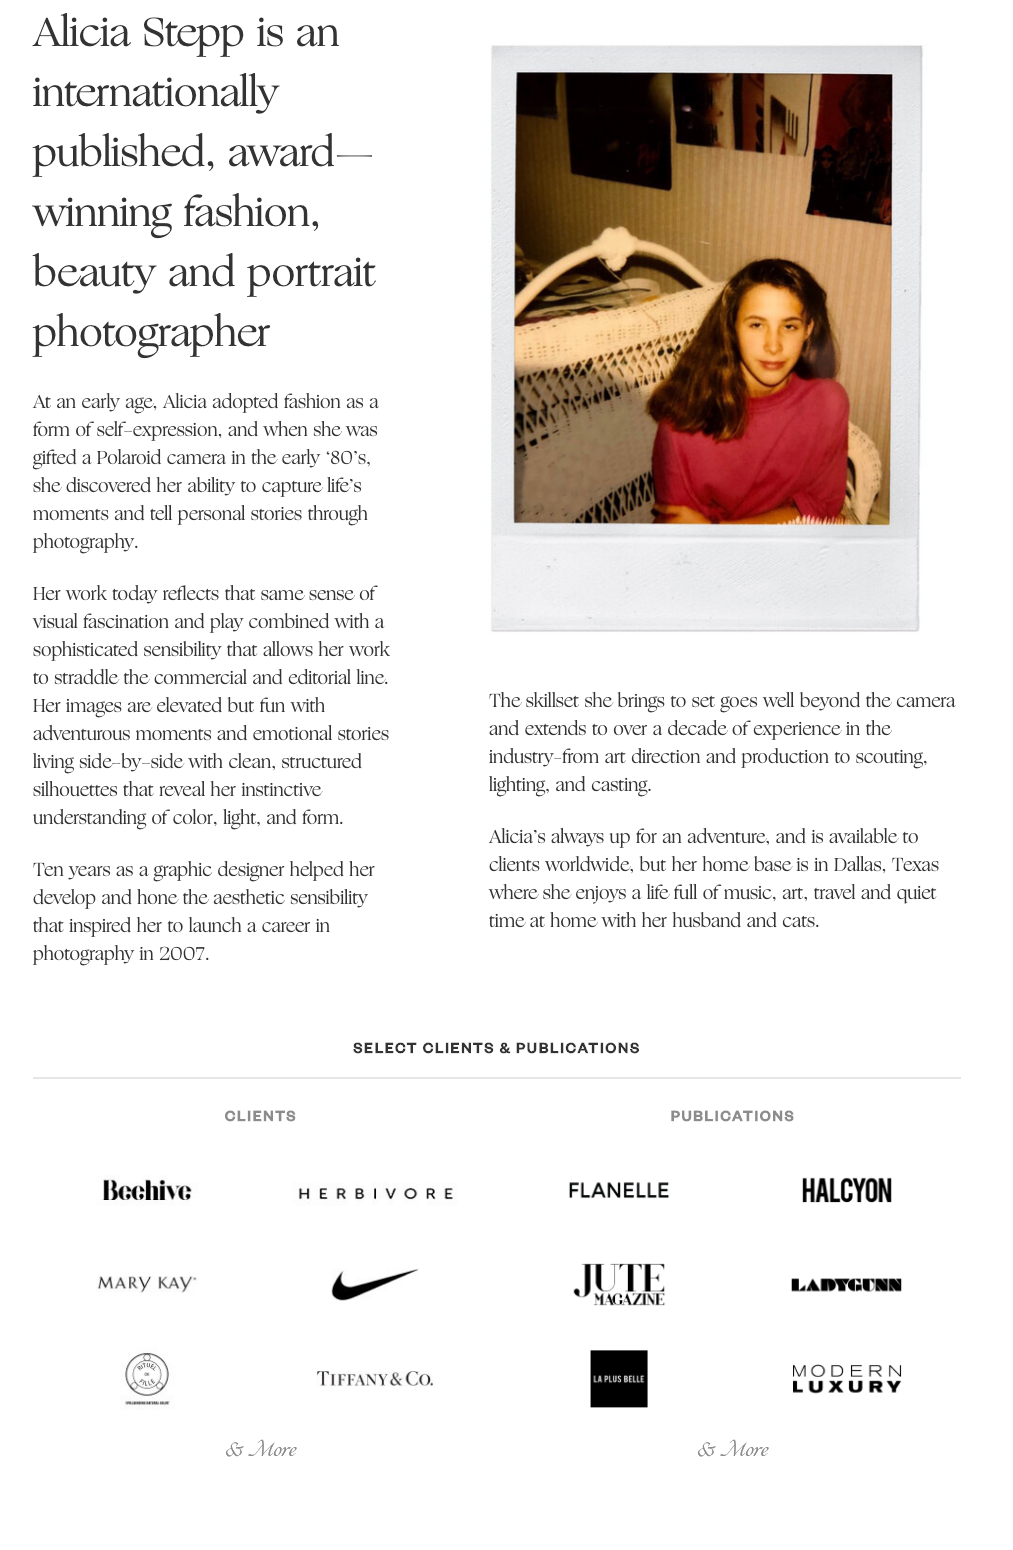 Alicia Stepp is an
internationally
published, award—
winning fashion,
beauty and portrait
photographer
At an early age, Alicia adopted fashion as a
form of self-expression, and when she was
gifted a Polaroid camera in the early ‘80’s,
she discovered her ability to capture life’s
moments and tell personal stories through
photography.
Her work today reflects that same sense of
visual fascination and play combined with a
sophisticated sensibility that allows her work
to straddle the commercial and editorial line.
Her images are elevated but fun with
adventurous moments and emotional stories
living side-by-side with clean, structured
silhouettes that reveal her instinctive
understanding of color, light, and form.
Ten years as a graphic designer helped her
develop and hone the aesthetic sensibility
that inspired her to launch a career in
photography in 2007.
The skillset she brings to set goes well beyond the camera
and extends to over a decade of experience in the
industry-from art direction and production to scouting,
lighting, and casting.
Alicia’s always up for an adventure, and is available to
clients worldwide, but her home base is in Dallas, Texas
where she enjoys a life full of music, art, travel and quiet
time at home with her husband and cats.
SELECT CLIENTS & PUBLICATIONS
CLIENTS
Beehive
HERBIVORE
MARY KAY
RITUEL
DE
FILLE
TIFFANY & CO.
& More
PUBLICATIONS
FLANELLE
HALCYON
JUTE
MAGAZINE
LADYGUNN
LA PLUS BELLE
MODERN
LUXURY
& More